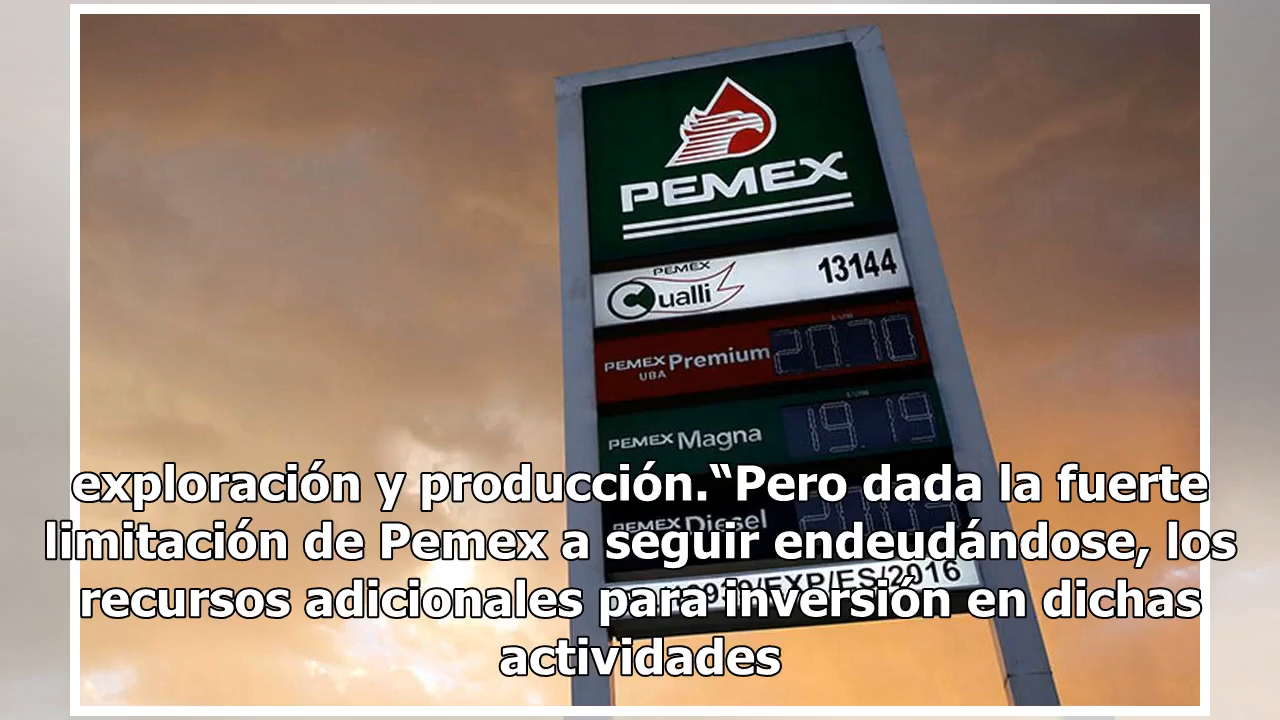 PEMEX
PEMEX
Cualli
13144
PEMEX Premium 20.70
UBA
PEMEX Magna 19.19
exploración y producción.“Pero dada la fuerte
PEMEX Diesel
limitación de Pemex a seguir endeudándose, los
/EXP/ES/2016
recursos adicionales para inversión en dichas
actividades